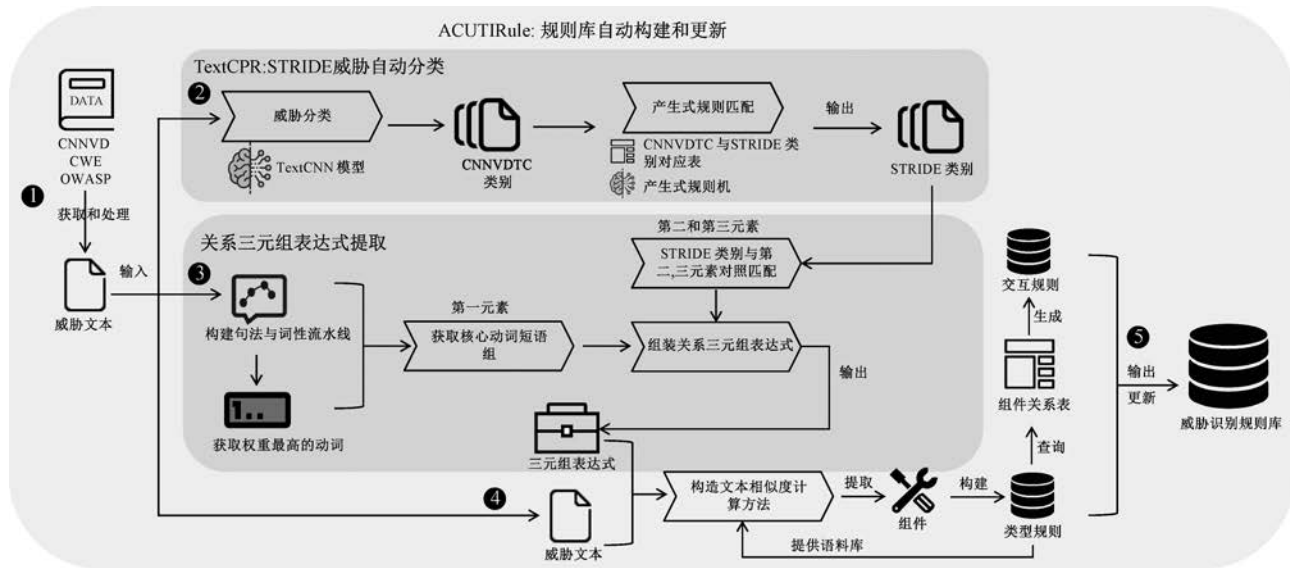 ACUTIRule: 规则库自动构建和更新
TextCPR:STRIDE威胁自动分类
DATA
CNNVD
CWE
OWASP
❶
获取和处理
威胁文本
输入
❷
威胁分类
TextCNN 模型
CNNVDTC
类别
产生式规则匹配
CNNVDTC 与STRIDE 类
别对应表
产生式规则机
输出
STRIDE 类别
关系三元组表达式提取
❸
构建句法与词性流水线
1..
获取权重最高的动词
第一元素
获取核心动词短语
组
第二和第三元素
STRIDE 类别与第
二,三元素对照匹配
组装关系三元组表达式
输出
三元组表达式
❹
威胁文本
构造文本相似度计
算方法
提取
组件
构建
类型规则
提供语料库
查询
组件关系表
生成
交互规则
❺
输出
更新
威胁识别规则库